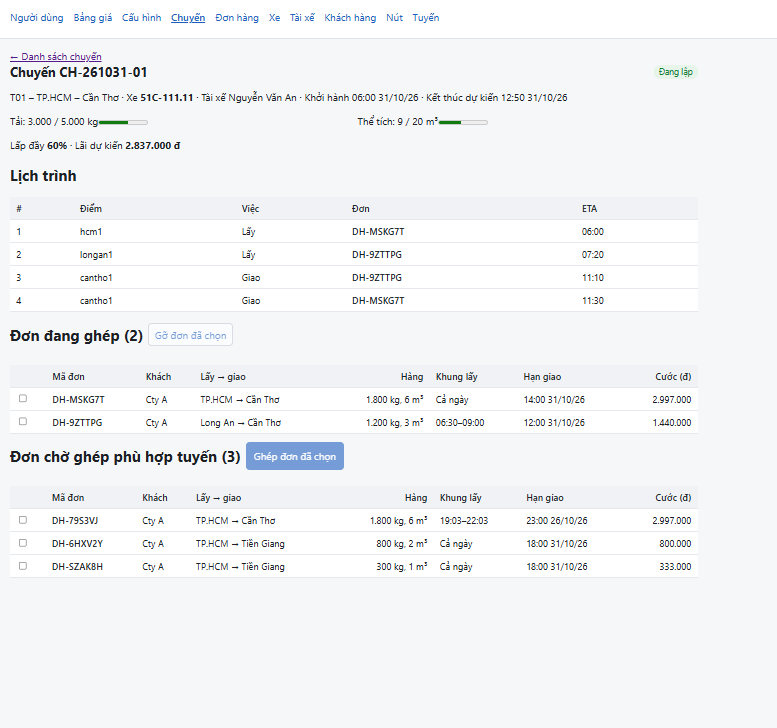 Người dùng Bảng giá Cấu hình Chuyến Đơn hàng Xe Tài xế Khách hàng Nút Tuyến
← Danh sách chuyến
Chuyến CH-261031-01 Đang lập
T01 – TP.HCM – Cần Thơ · Xe 51C-111.11 · Tài xế Nguyễn Văn An · Khởi hành 06:00 31/10/26 · Kết thúc dự kiến 12:50 31/10/26
Tải: 3.000 / 5.000 kg Thể tích: 9 / 20 m³
Lấp đầy 60% · Lãi dự kiến 2.837.000 đ
Lịch trình
# Điểm Việc Đơn ETA
1 hcm1 Lấy DH-MSKG7T 06:00
2 longan1 Lấy DH-9ZTTPG 07:20
3 cantho1 Giao DH-9ZTTPG 11:10
4 cantho1 Giao DH-MSKG7T 11:30
Đơn đang ghép (2) Gỡ đơn đã chọn
Mã đơn Khách Lấy → giao Hàng Khung lấy Hạn giao Cước (đ)
DH-MSKG7T Cty A TP.HCM → Cần Thơ 1.800 kg, 6 m³ Cả ngày 14:00 31/10/26 2.997.000
DH-9ZTTPG Cty A Long An → Cần Thơ 1.200 kg, 3 m³ 06:30–09:00 12:00 31/10/26 1.440.000
Đơn chờ ghép phù hợp tuyến (3) Ghép đơn đã chọn
Mã đơn Khách Lấy → giao Hàng Khung lấy Hạn giao Cước (đ)
DH-79S3VJ Cty A TP.HCM → Cần Thơ 1.800 kg, 6 m³ 19:03–22:03 23:00 26/10/26 2.997.000
DH-6HXV2Y Cty A TP.HCM → Tiền Giang 800 kg, 2 m³ Cả ngày 18:00 31/10/26 800.000
DH-SZAK8H Cty A TP.HCM → Tiền Giang 300 kg, 1 m³ Cả ngày 18:00 31/10/26 333.000